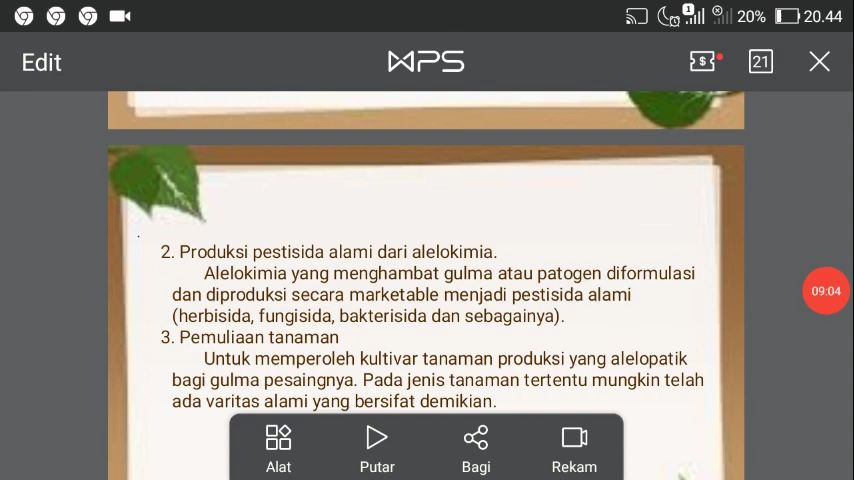 1
20%
20.44
Edit
WPS
$
21
2. Produksi pestisida alami dari alelokimia.
Alelokimia yang menghambat gulma atau patogen diformulasi
dan diproduksi secara marketable menjadi pestisida alami
(herbisida, fungisida, bakterisida dan sebagainya).
09:04
3. Pemuliaan tanaman
Untuk memperoleh kultivar tanaman produksi yang alelopatik
bagi gulma pesaingnya. Pada jenis tanaman tertentu mungkin telah
ada varitas alami yang bersifat demikian.
Alat
Putar
Bagi
Rekam